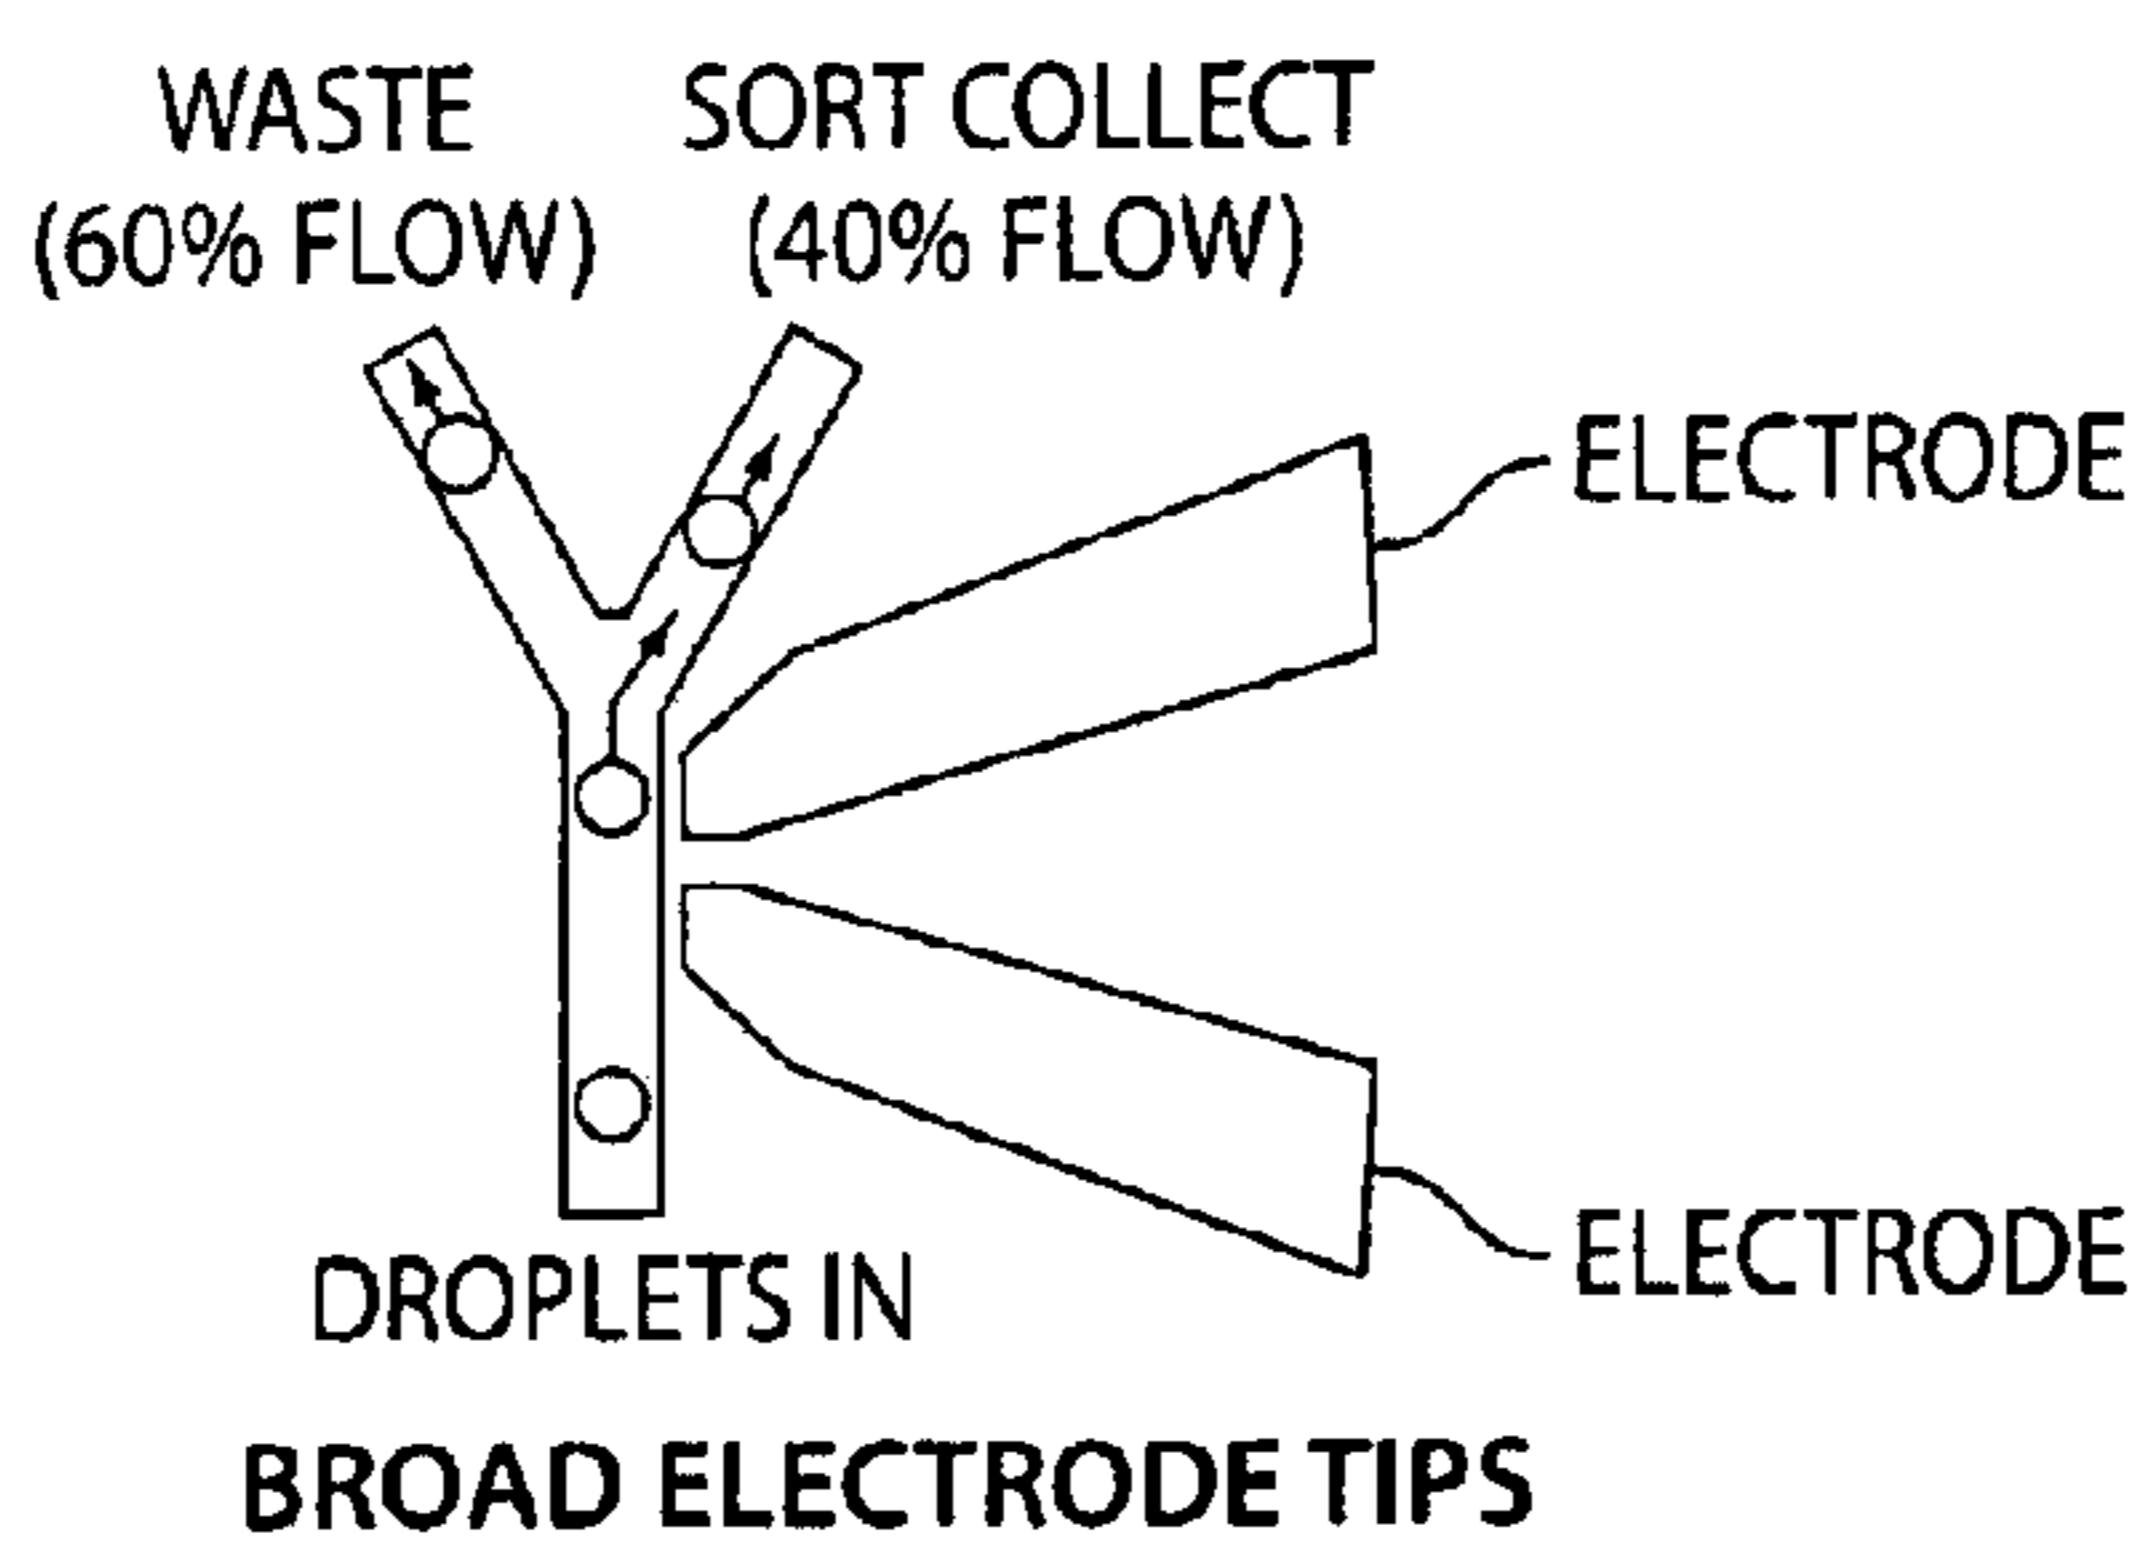 WASTE
(60% FLOW)
SORT COLLECT
(40% FLOW)
ELECTRODE
ELECTRODE
DROPLETS IN
BROAD ELECTRODE TIPS